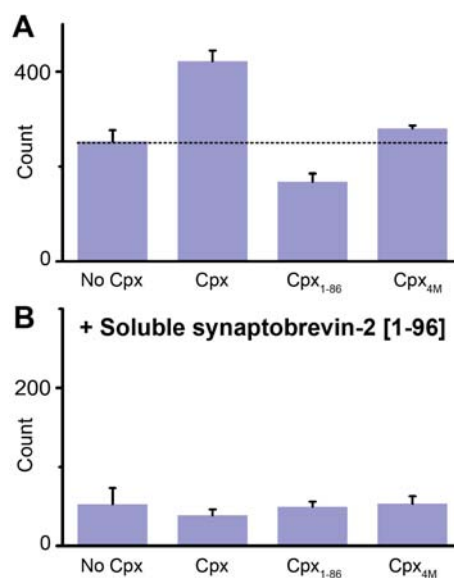 A
400
Count
0
No Cpx Cpx Cpx1-86 Cpx4M
B
+ Soluble synaptobrevin-2 [1-96]
200
Count
0
No Cpx Cpx Cpx1-86 Cpx4M